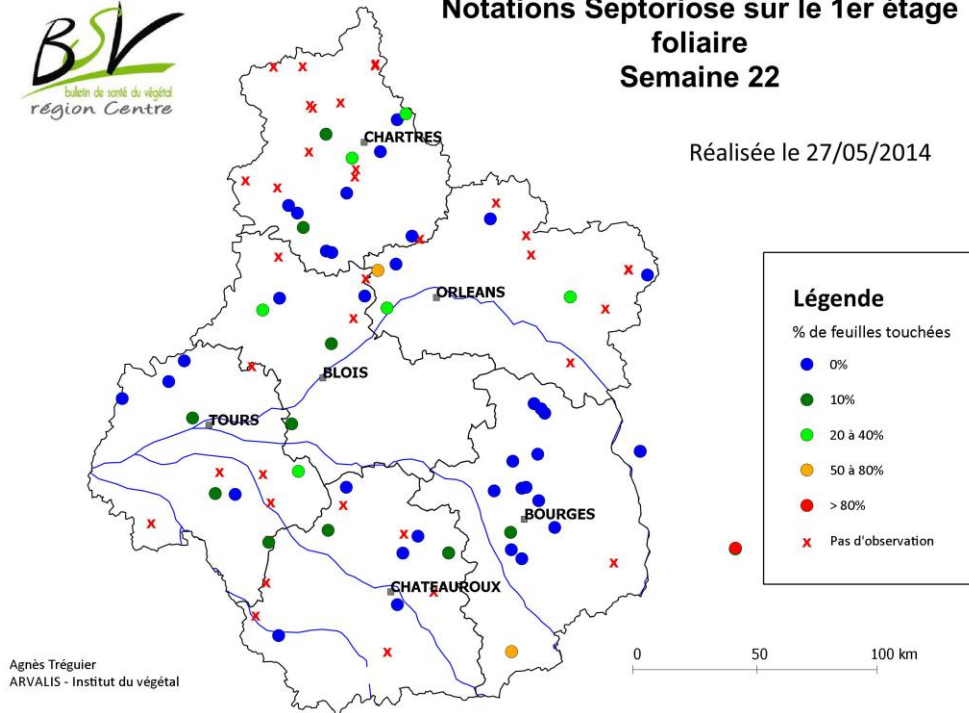 Notations Septoriose sur le 1er étage
foliaire
Semaine 22
BSV
bulletin de santé du végétal
région Centre
Réalisée le 27/05/2014
CHARTRES
ORLEANS
BLOIS
TOURS
BOURGES
CHATEAUROUX
Légende
% de feuilles touchées
0%
10%
20 à 40%
50 à 80%
> 80%
x Pas d'observation
0 50 100 km
Agnès Tréguier
ARVALIS - Institut du végétal